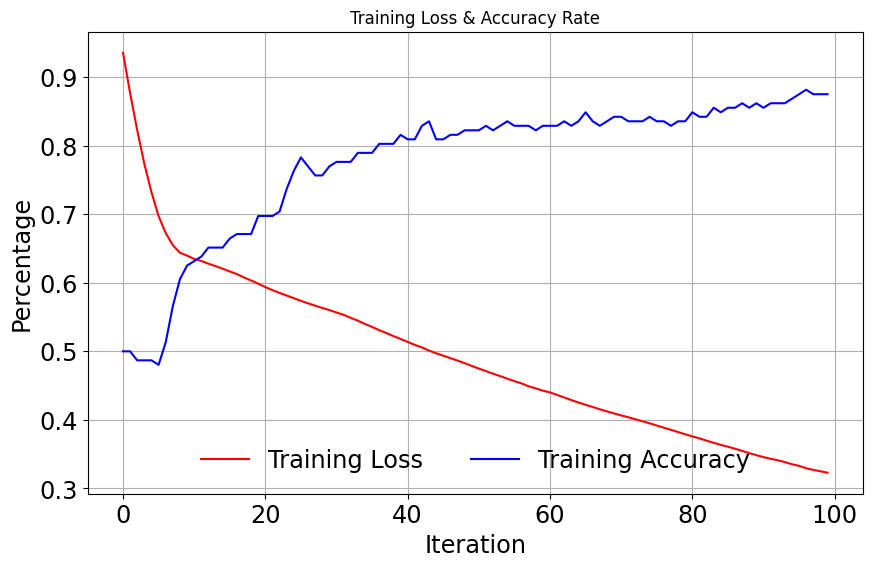 Training Loss & Accuracy Rate
0.9
0.8
0.7
0.6
0.5
0.4
0.3
Percentage
Training Loss Training Accuracy
0 20 40 60 80 100
Iteration